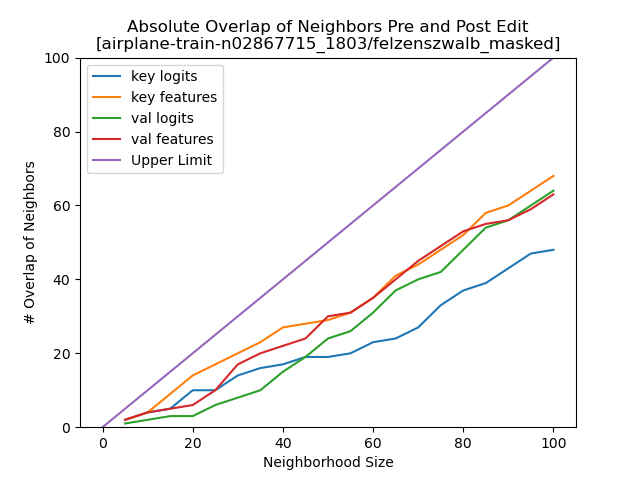 Absolute Overlap of Neighbors Pre and Post Edit
[airplane-train-n02867715_1803/felzenszwalb_masked]
key logits
key features
val logits
val features
Upper Limit
# Overlap of Neighbors
100
80
60
40
20
0
0 20 40 60 80 100
Neighborhood Size